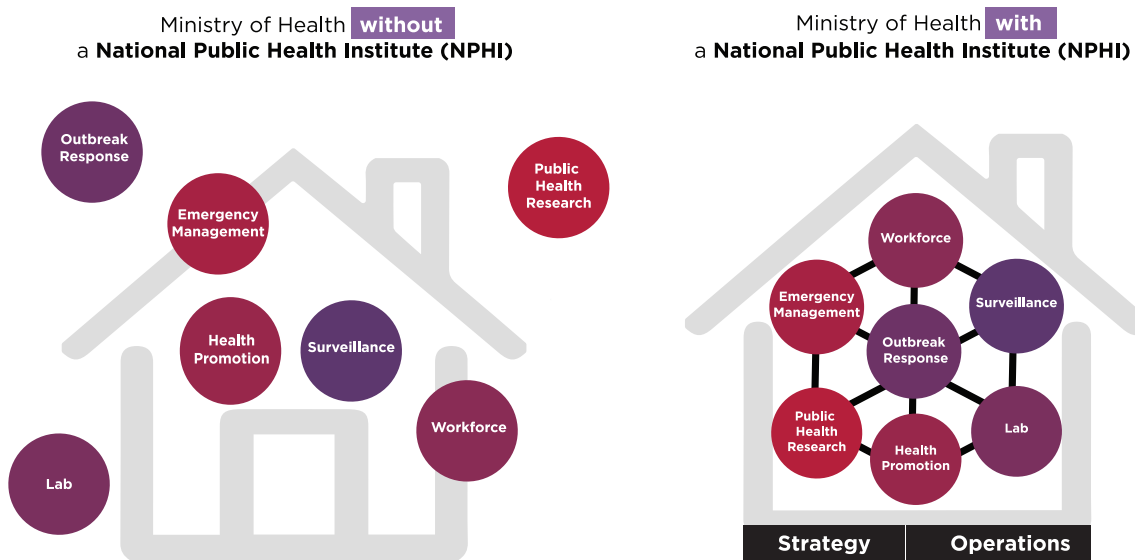 Ministry of Health without
a National Public Health Institute (NPHI)
Outbreak
Response
Public
Health
Research
Emergency
Management
Health
Promotion
Surveillance
Workforce
Lab
Ministry of Health with
a National Public Health Institute (NPHI)
Workforce
Emergency
Management
Surveillance
Outbreak
Response
Public
Health
Research
Lab
Health
Promotion
Strategy
Operations